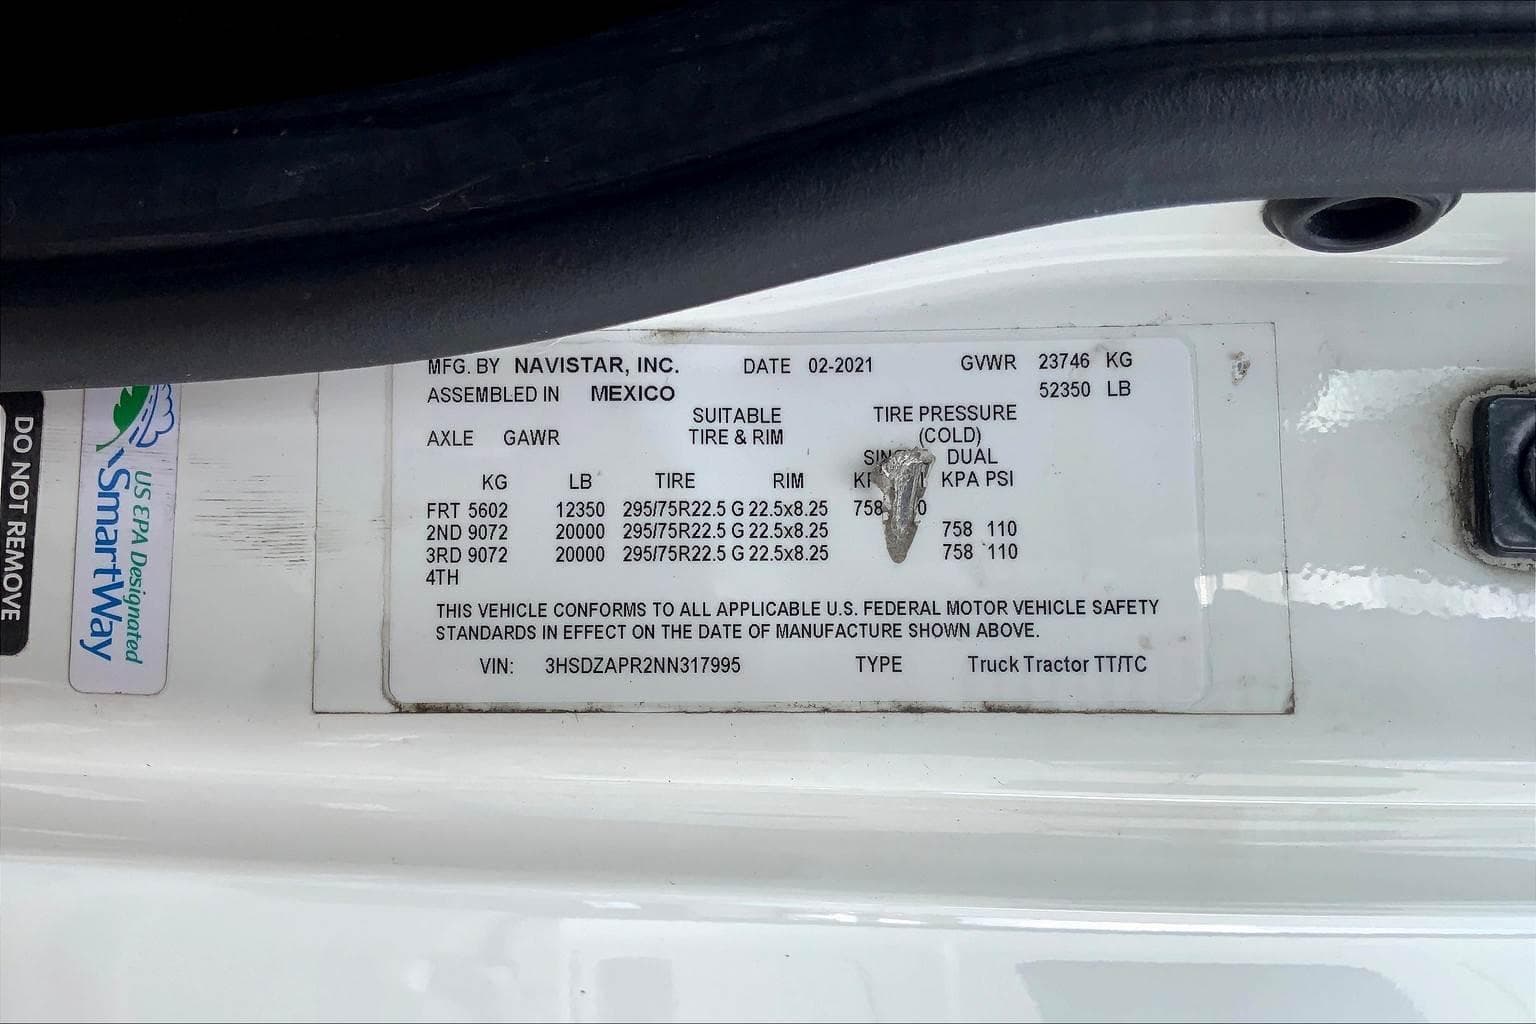 MFG. BY NAVISTAR, INC. DATE 02-2021 GVWR 23746 KG
ASSEMBLED IN MEXICO 52350 LB
SUITABLE TIRE PRESSURE
AXLE GAWR TIRE & RIM (COLD)
DUAL
KG LB TIRE RIM KPA PSI
FRT 5602 12350 295/75R22.5 G 22.5x8.25 758
2ND 9072 20000 295/75R22.5 G 22.5x8.25 758 110
3RD 9072 20000 295/75R22.5 G 22.5x8.25 758 110
4TH
THIS VEHICLE CONFORMS TO ALL APPLICABLE U.S. FEDERAL MOTOR VEHICLE SAFETY
STANDARDS IN EFFECT ON THE DATE OF MANUFACTURE SHOWN ABOVE.
VIN: 3HSDZAPR2NN317995 TYPE Truck Tractor TT/TC
US EPA Designated
SmartWay
DO NOT REMOVE